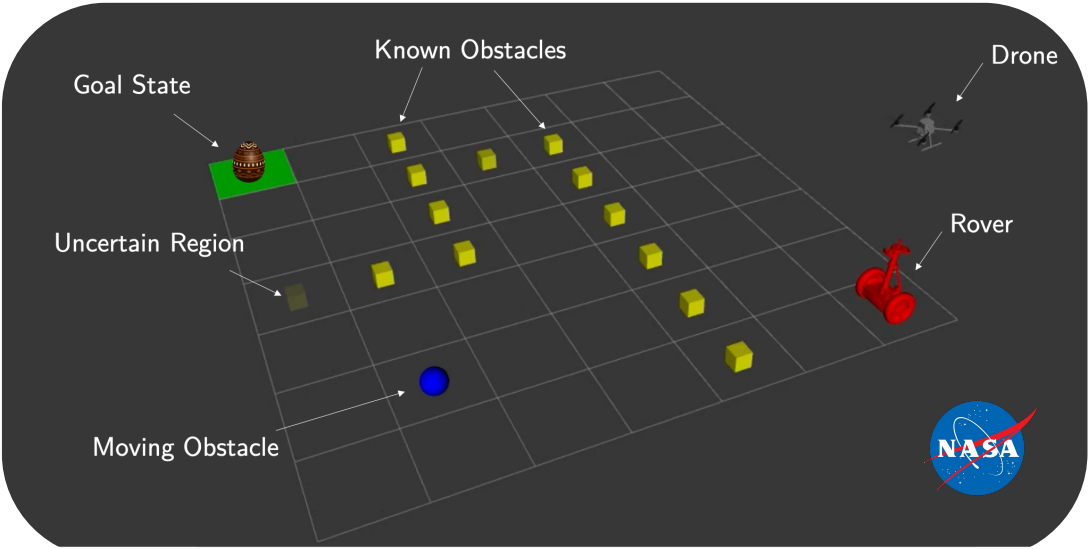 Known Obstacles
Drone
Goal State
Rover
Uncertain Region
Moving Obstacle
NASA